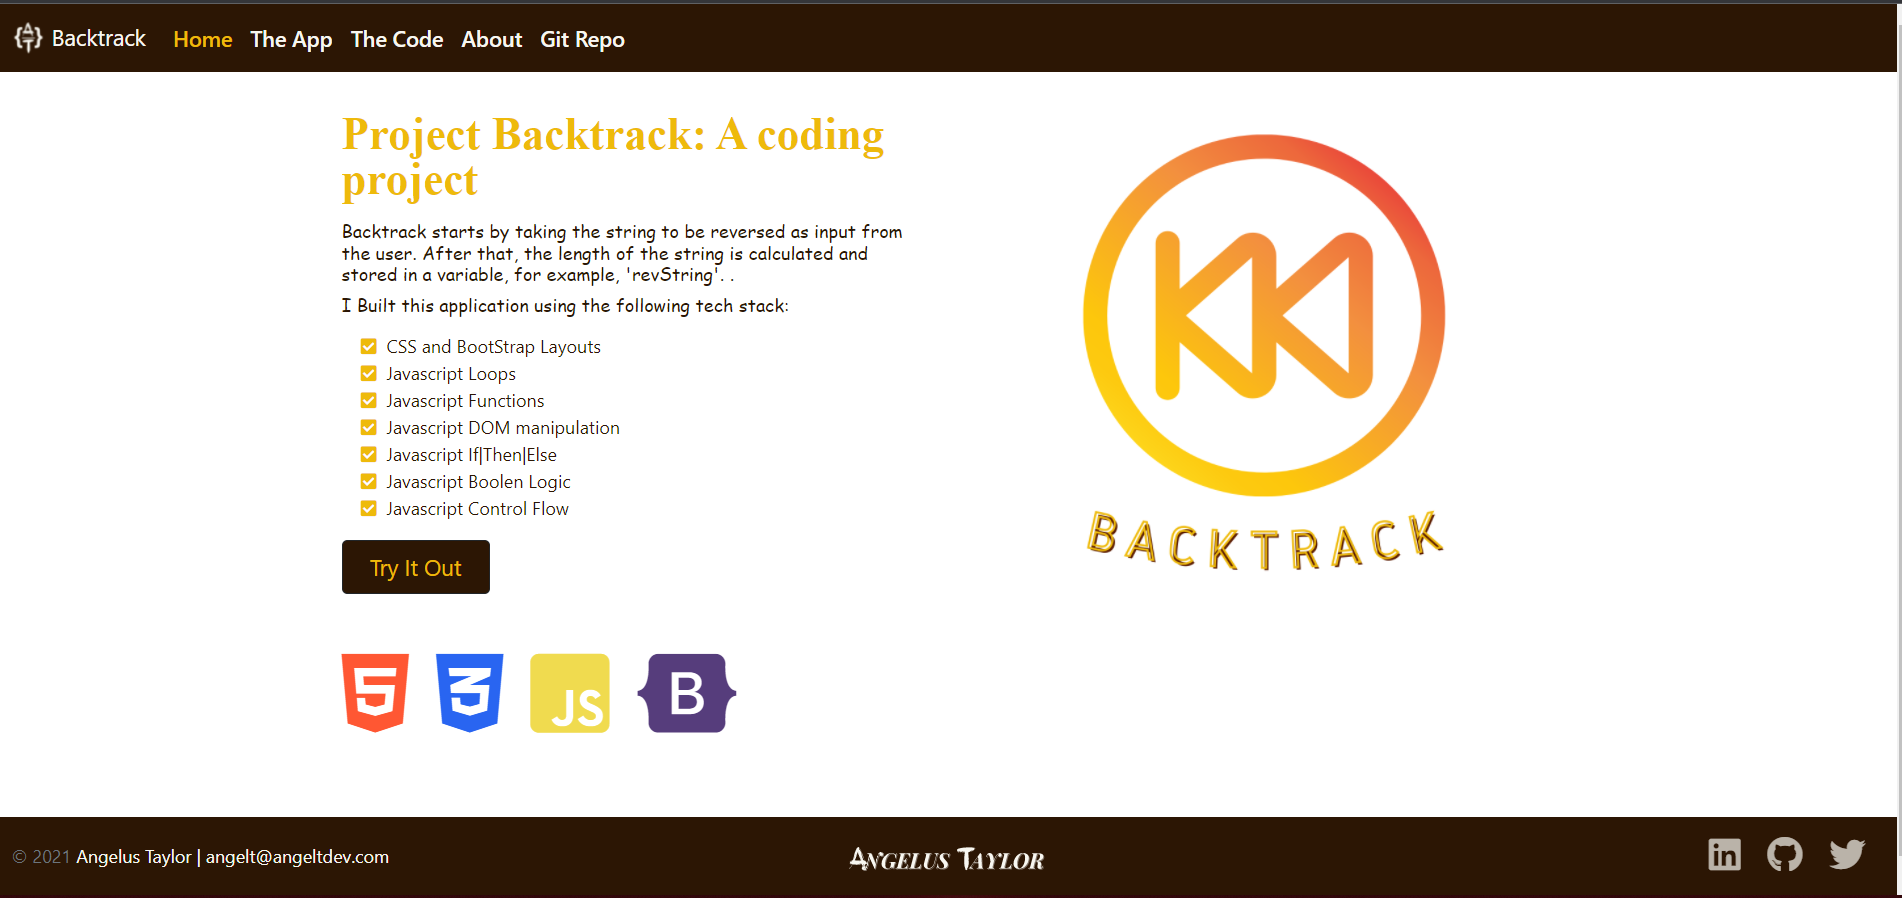 Backtrack Home The App The Code About Git Repo
Project Backtrack: A coding
project
Backtrack starts by taking the string to be reversed as input from
the user. After that, the length of the string is calculated and
stored in a variable, for example, 'revString'. .
I Built this application using the following tech stack:
CSS and BootStrap Layouts
Javascript Loops
Javascript Functions
Javascript DOM manipulation
Javascript If|Then|Else
Javascript Boolen Logic
Javascript Control Flow
Try It Out
BACKTRACK
5 3 JS B
© 2021 Angelus Taylor | angelt@angeltdev.com
Angelus Taylor
in